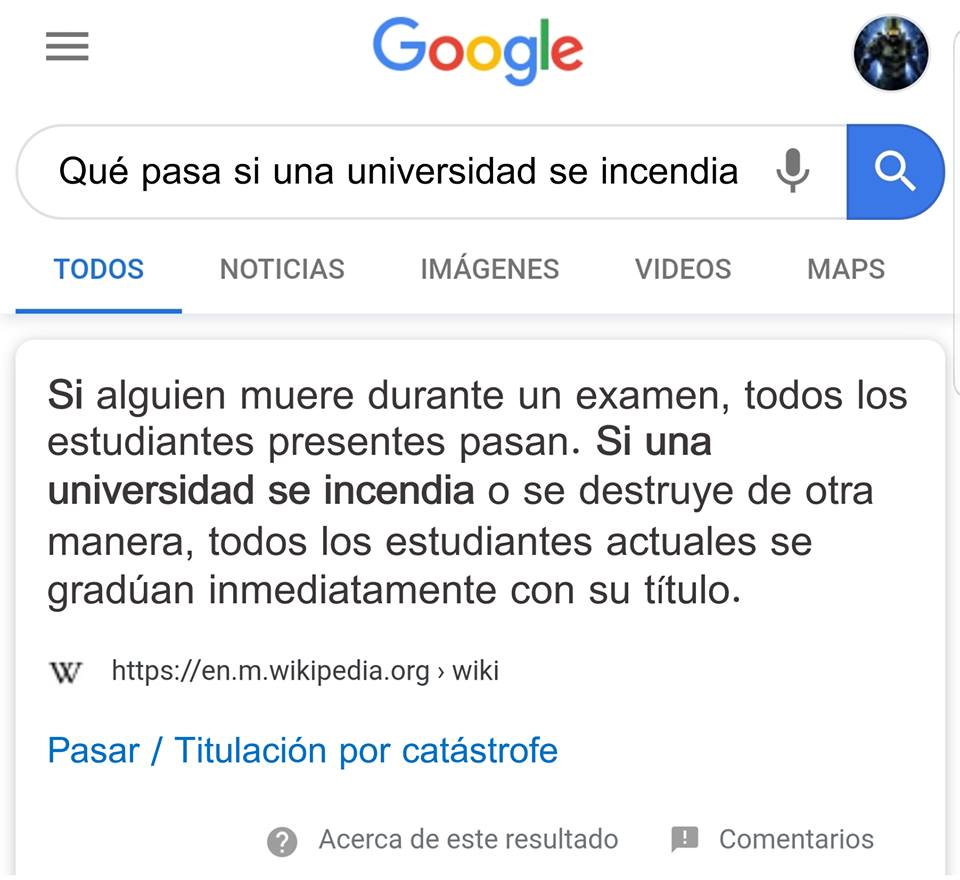 Google
Qué pasa si una universidad se incendia
TODOS NOTICIAS IMÁGENES VIDEOS MAPS
Si alguien muere durante un examen, todos los
estudiantes presentes pasan. Si una
universidad se incendia o se destruye de otra
manera, todos los estudiantes actuales se
gradúan inmediatamente con su título.
W https://en.m.wikipedia.org › wiki
Pasar / Titulación por catástrofe
Acerca de este resultado Comentarios